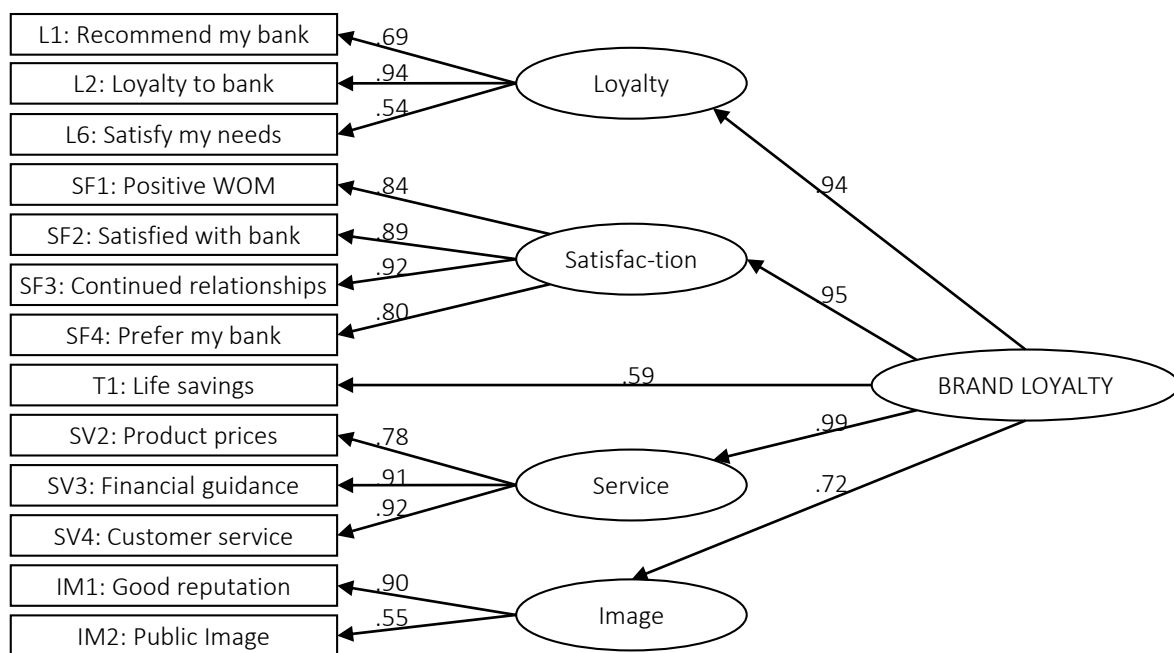 L1: Recommend my bank
.69
L2: Loyalty to bank
.94
Loyalty
L6: Satisfy my needs
.54
SF1: Positive WOM
.84
.94
SF2: Satisfied with bank
.89
Satisfac-tion
SF3: Continued relationships
.92
.95
SF4: Prefer my bank
.80
T1: Life savings
.59
BRAND LOYALTY
SV2: Product prices
.78
.99
SV3: Financial guidance
.91
Service
.72
SV4: Customer service
.92
IM1: Good reputation
.90
Image
IM2: Public Image
.55